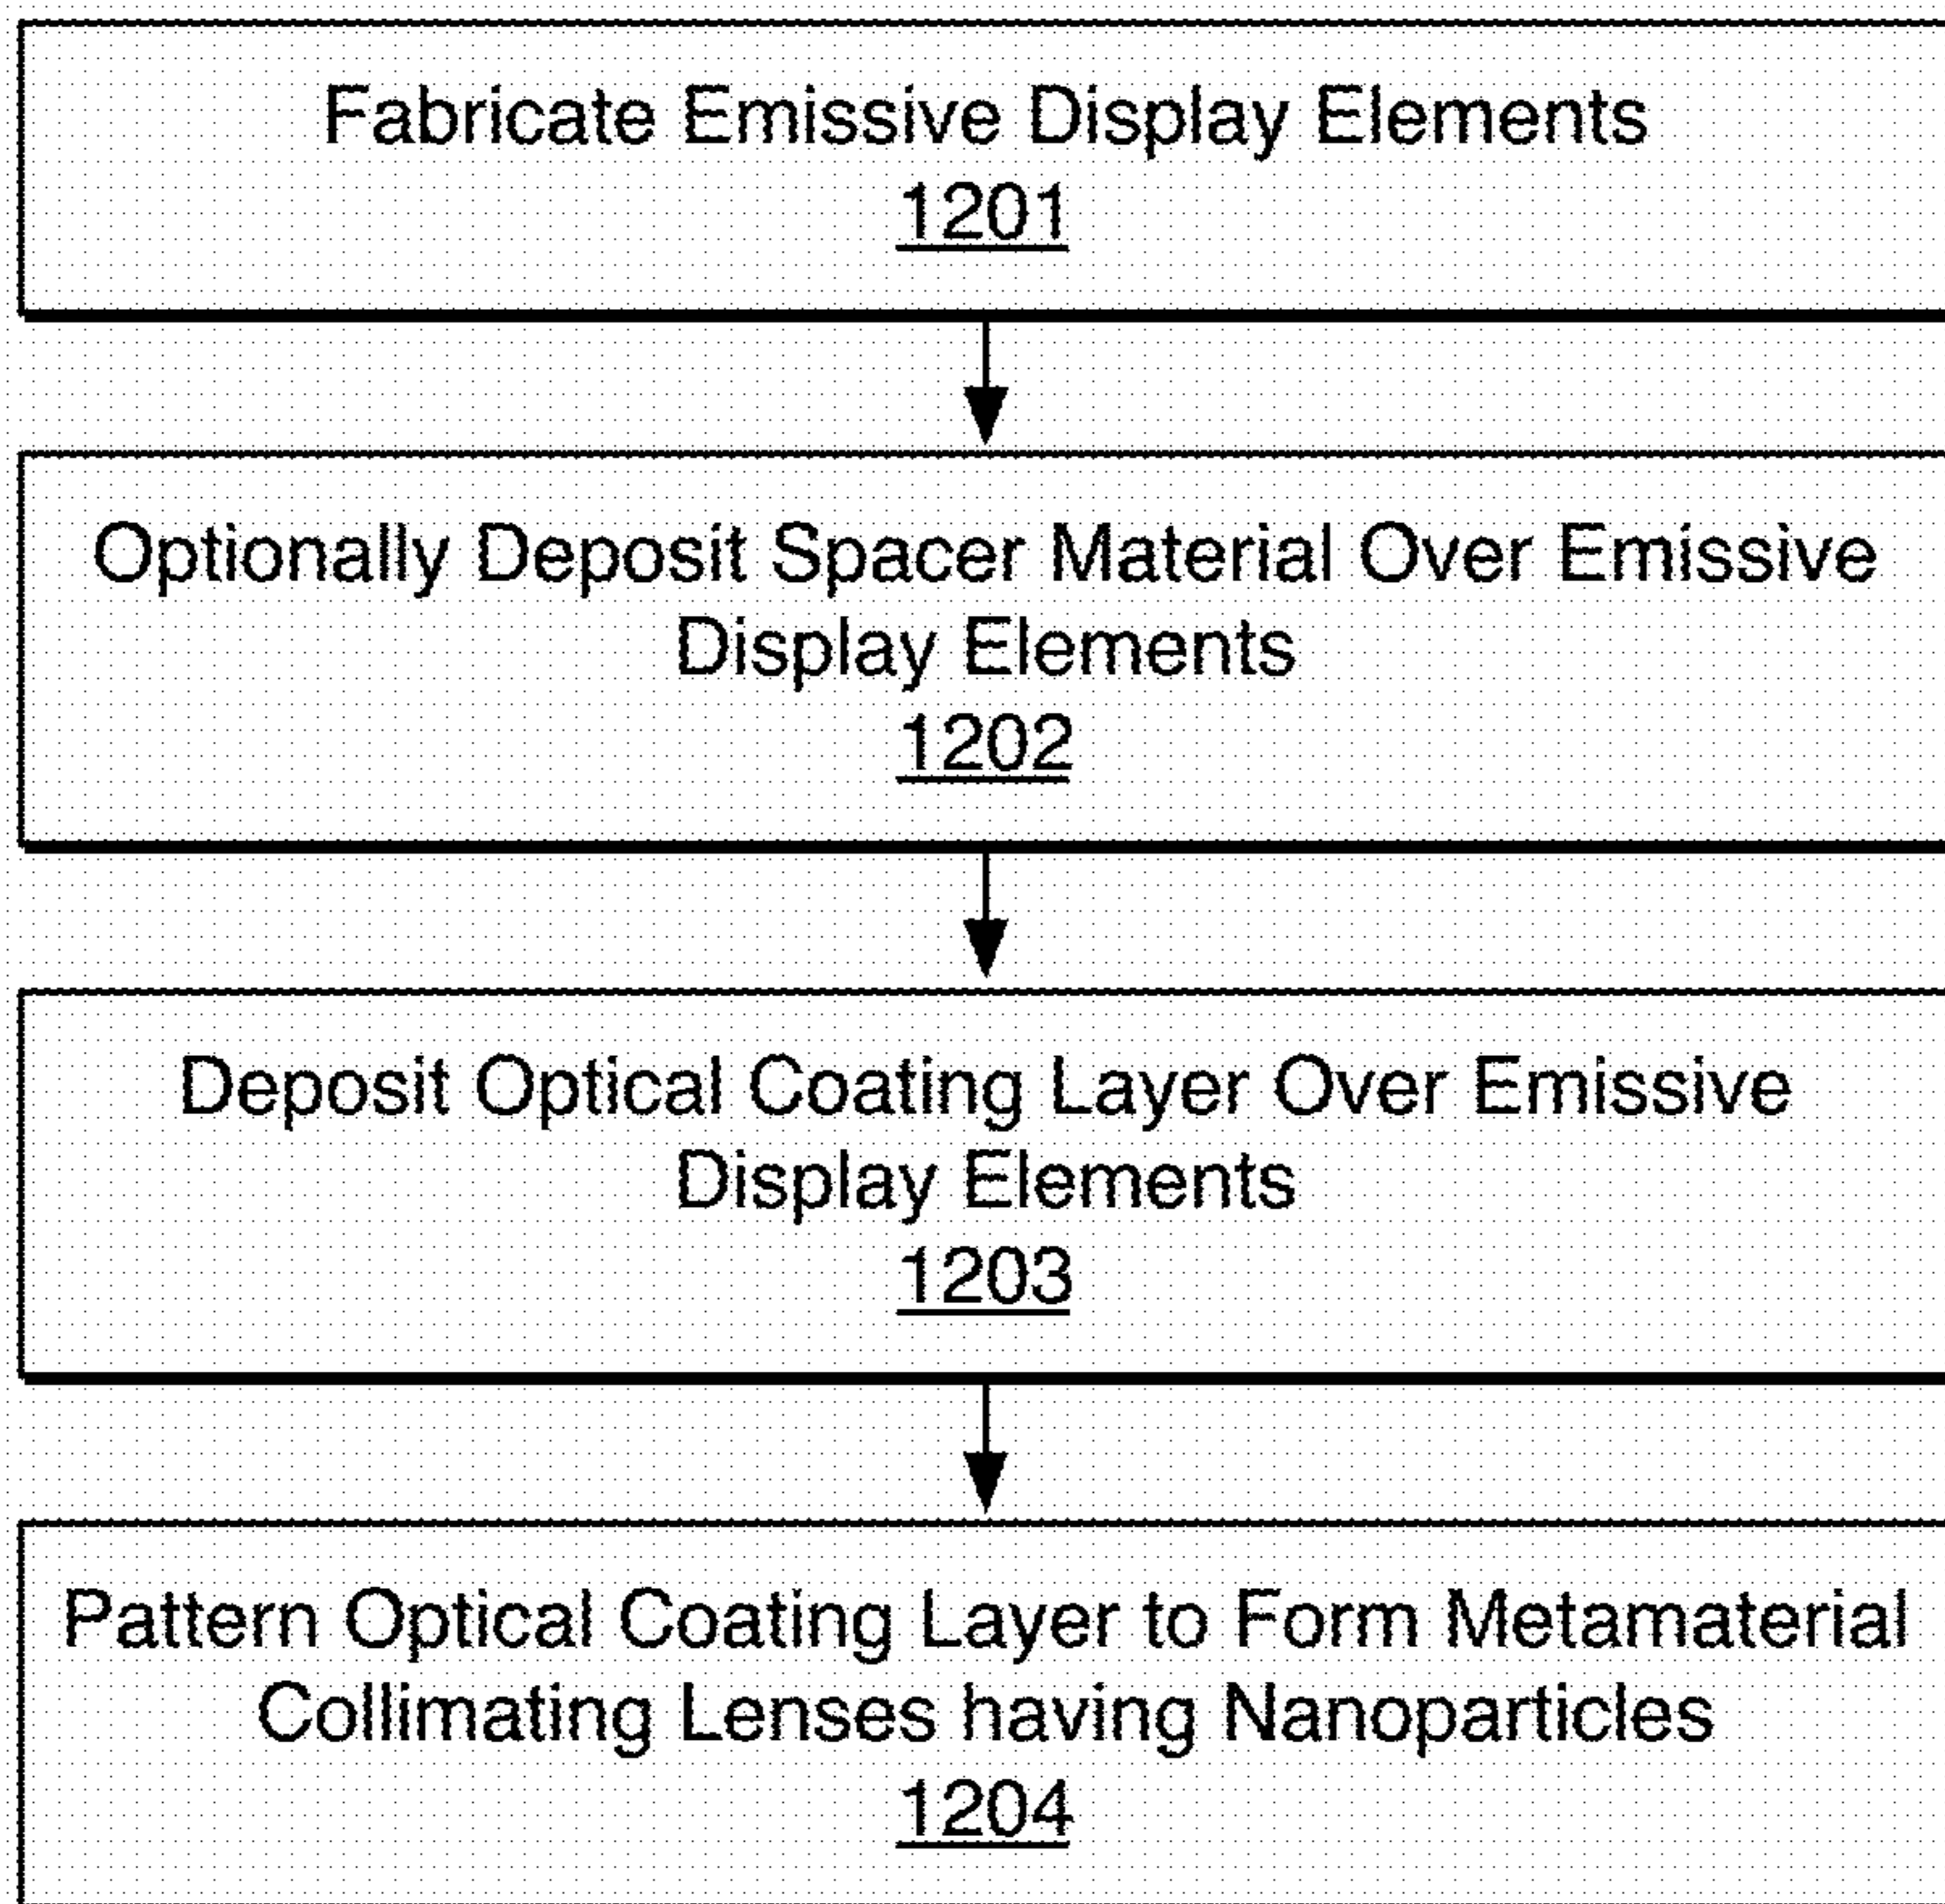 Fabricate Emissive Display Elements
1201
Optionally Deposit Spacer Material Over Emissive
Display Elements
1202
Deposit Optical Coating Layer Over Emissive
Display Elements
1203
Pattern Optical Coating Layer to Form Metamaterial
Collimating Lenses having Nanoparticles
1204